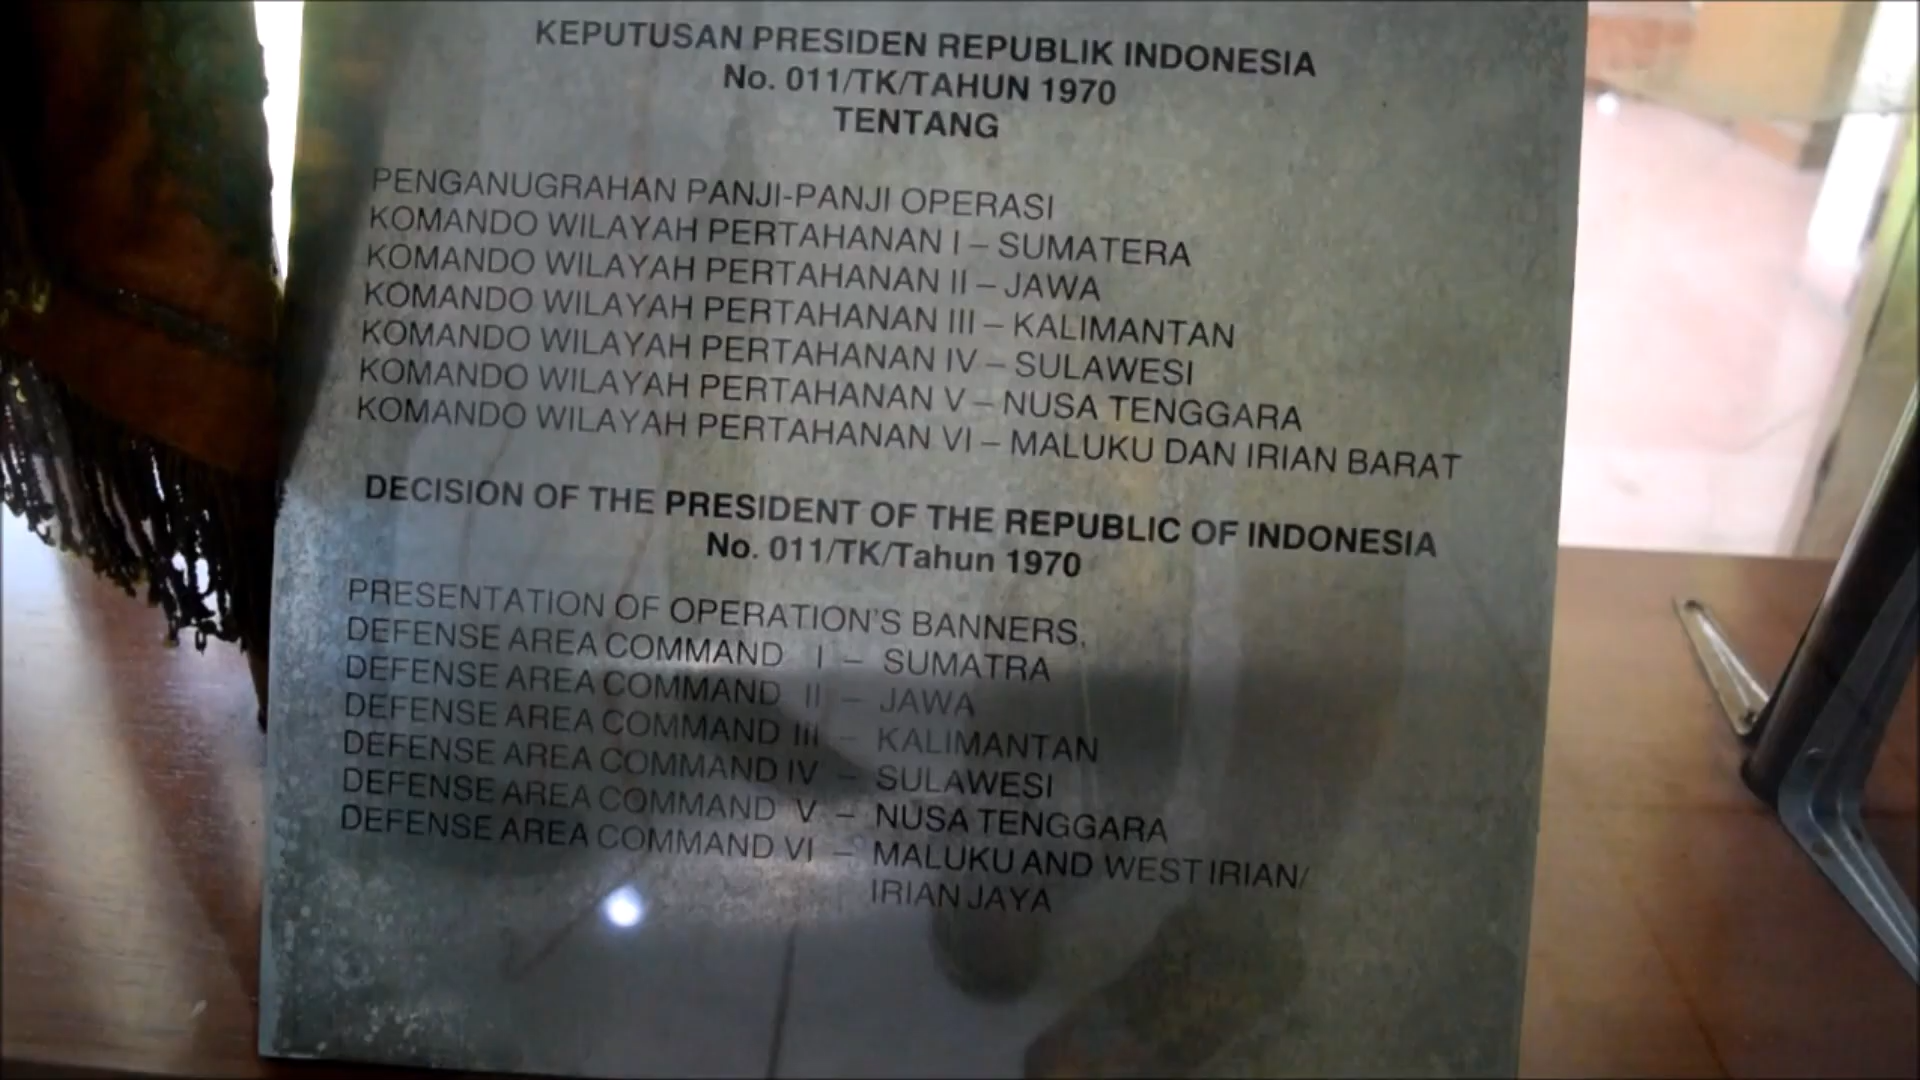 KEPUTUSAN PRESIDEN REPUBLIK INDONESIA
No. 011/TK/TAHUN 1970
TENTANG
PENGANUGRAHAN PANJI-PANJI OPERASI
KOMANDO WILAYAH PERTAHANAN I – SUMATERA
KOMANDO WILAYAH PERTAHANAN II – JAWA
KOMANDO WILAYAH PERTAHANAN III – KALIMANTAN
KOMANDO WILAYAH PERTAHANAN IV – SULAWESI
KOMANDO WILAYAH PERTAHANAN V – NUSA TENGGARA
KOMANDO WILAYAH PERTAHANAN VI – MALUKU DAN IRIAN BARAT
DECISION OF THE PRESIDENT OF THE REPUBLIC OF INDONESIA
No. 011/TK/Tahun 1970
PRESENTATION OF OPERATION'S BANNERS,
DEFENSE AREA COMMAND I – SUMATRA
DEFENSE AREA COMMAND II – JAWA
DEFENSE AREA COMMAND III – KALIMANTAN
DEFENSE AREA COMMAND IV – SULAWESI
DEFENSE AREA COMMAND V – NUSA TENGGARA
DEFENSE AREA COMMAND VI – MALUKU AND WEST IRIAN/
IRIAN JAYA